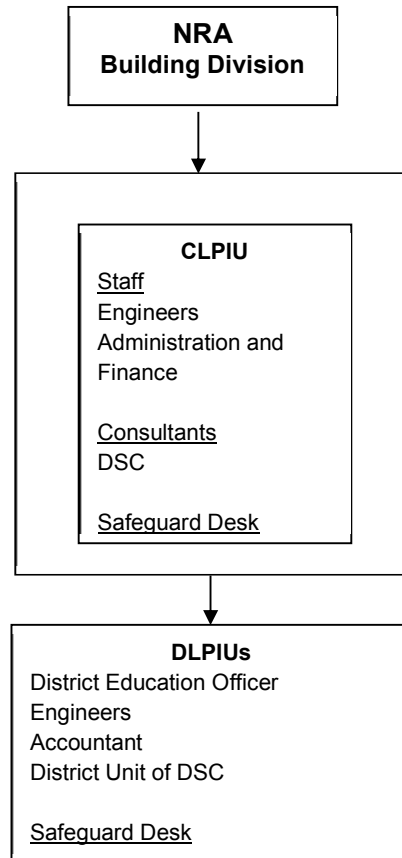 NRA
Building Division
CLPIU
Staff
Engineers
Administration and
Finance
Consultants
DSC
Safeguard Desk
DLPIUs
District Education Officer
Engineers
Accountant
District Unit of DSC
Safeguard Desk